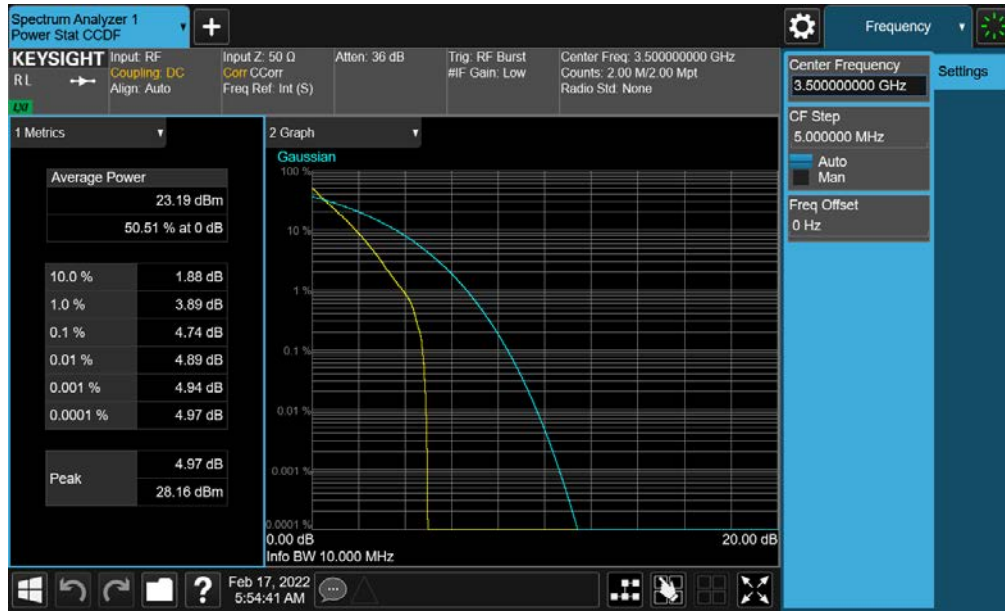 Spectrum Analyzer 1
Power Stat CCDF
Frequency
KEYSIGHT
RL
LXI
Input: RF
Coupling: DC
Align: Auto
Input Z: 50 Ω
Corr CCorr
Freq Ref: Int (S)
Atten: 36 dB
Trig: RF Burst
#IF Gain: Low
Center Freq: 3.500000000 GHz
Counts: 2.00 M/2.00 Mpt
Radio Std: None
Center Frequency
3.500000000 GHz
Settings
CF Step
5.000000 MHz
Auto
Man
Freq Offset
0 Hz
1 Metrics
Average Power
23.19 dBm
50.51 % at 0 dB
10.0 % 1.88 dB
1.0 % 3.89 dB
0.1 % 4.74 dB
0.01 % 4.89 dB
0.001 % 4.94 dB
0.0001 % 4.97 dB
Peak 4.97 dB
28.16 dBm
2 Graph
Gaussian
100 %
10 %
1 %
0.1 %
0.01 %
0.001 %
0.0001 %
0.00 dB 20.00 dB
Info BW 10.000 MHz
?
Feb 17, 2022
5:54:41 AM